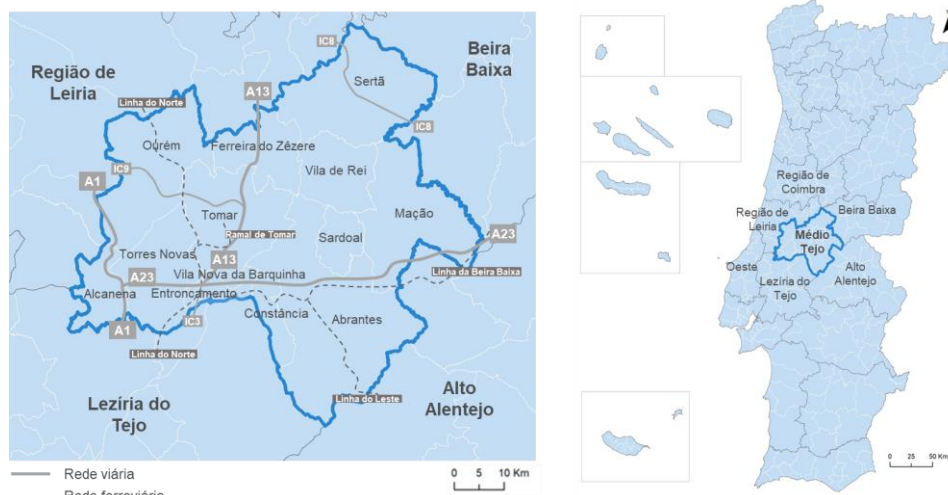 IC8
Beira
Baixa
Região de
Leiria
Sertã
A13
Linha do Norte
IC8
Ourém
Ferreira do Zêzere
IC9
Vila de Rei
A1
Tomar
Mação
Ramal de Tomar
Sardoal
A23
Torres Novas
A13
A23
Vila Nova da Barquinha
Linha da Beira Baixa
Alcanena
Entroncamento
Constância
Abrantes
IC3
A1
Linha do Norte
Linha do Leste
Lezíria do
Tejo
Alto
Alentejo
Rede viária
0 5 10 Km
Rede ferroviária
Região de
Coimbra
Região de
Leiria
Beira Baixa
Médio
Tejo
Oeste
Lezíria do
Tejo
Alto
Alentejo
0 25 50 Km